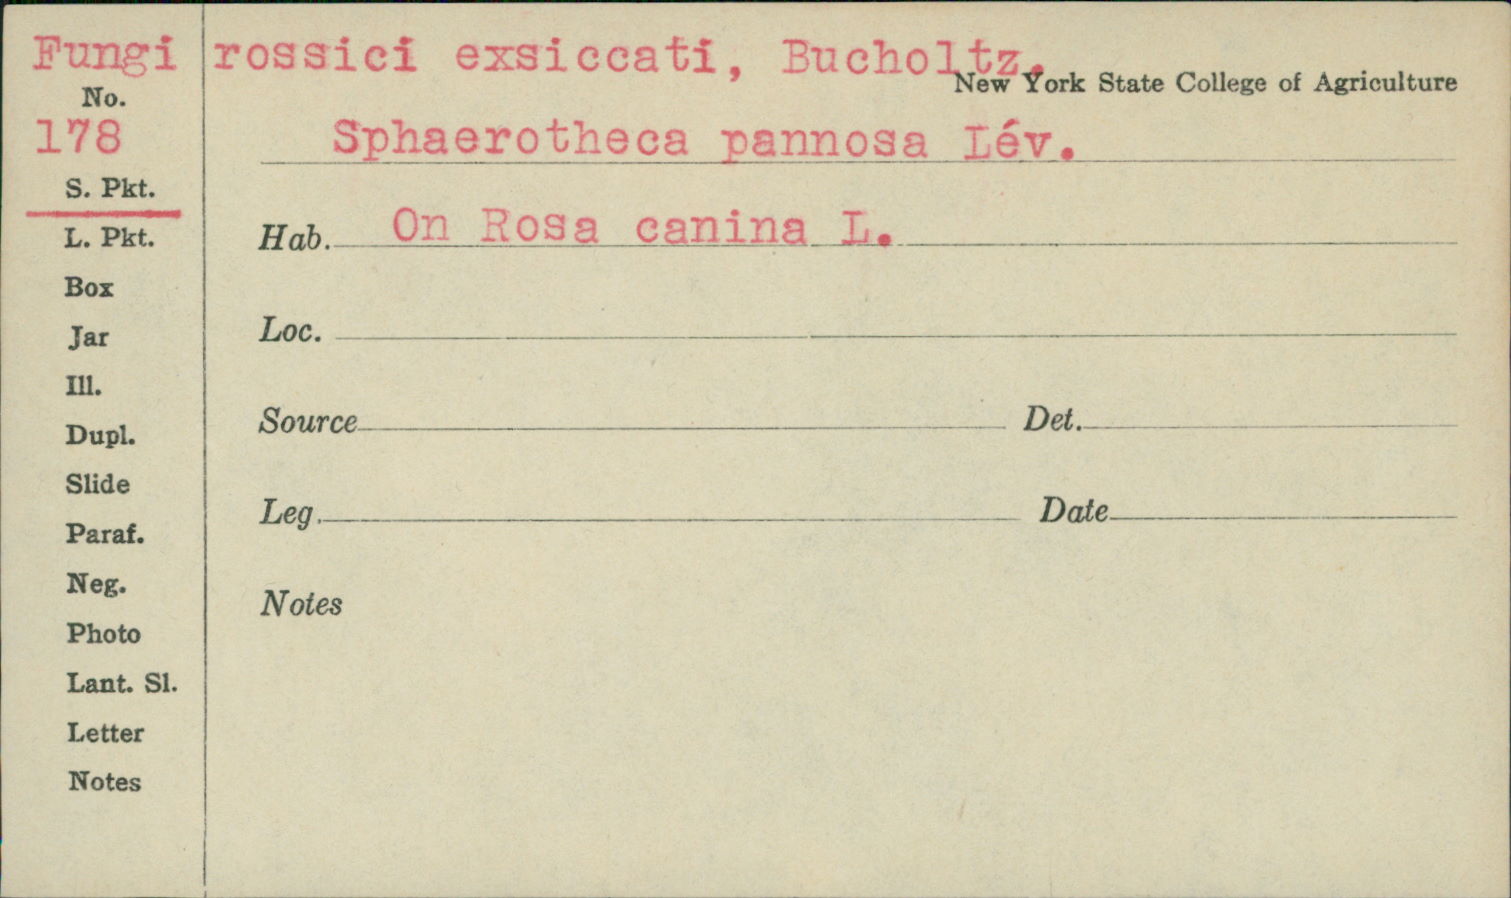 Fungi rossici exsiccati, Bucholtz.
New York State College of Agriculture
No.
178
Sphaerotheca pannosa Lév.
S. Pkt.
L. Pkt.
Hab. On Rosa canina L.
Box
Jar
Loc.
Ill.
Dupl.
Source Det.
Slide
Leg. Date
Paraf.
Neg.
Notes
Photo
Lant. Sl.
Letter
Notes